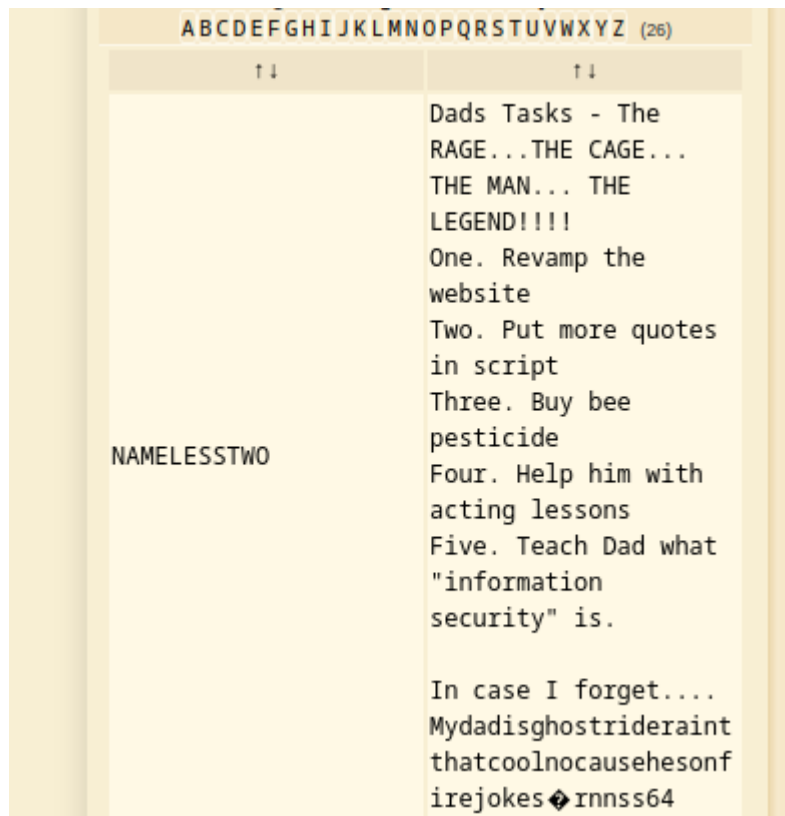 ABCDEFGHIJKLMNOPQRSTUVWXYZ (26)
↑↓ ↑↓
NAMELESSTWO
Dads Tasks - The
RAGE...THE CAGE...
THE MAN... THE
LEGEND!!!!
One. Revamp the
website
Two. Put more quotes
in script
Three. Buy bee
pesticide
Four. Help him with
acting lessons
Five. Teach Dad what
"information
security" is.
In case I forget....
Mydadisghostrideraint
thatcoolnocausehesonf
irejokes�rnnss64